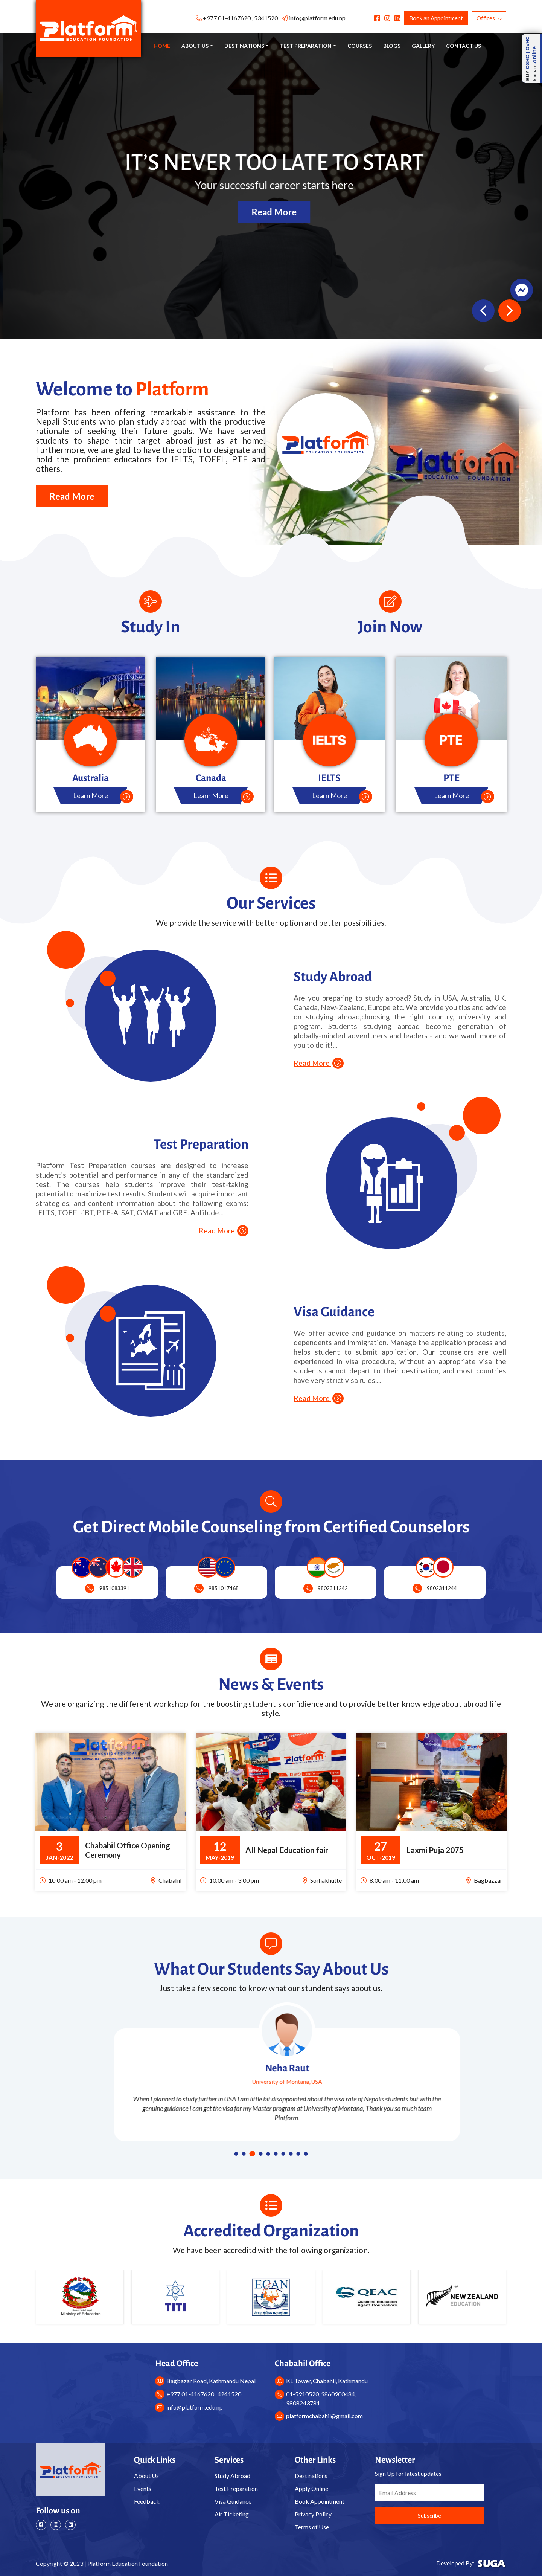 Platform
EDUCATION FOUNDATION
+977 01-4167620 , 5341520
info@platform.edu.np
Book an Appointment
Offices
HOME
ABOUT US
DESTINATIONS
TEST PREPARATION
COURSES
BLOGS
GALLERY
CONTACT US
BUY OSHC | OVHC
IT'S NEVER TOO LATE TO START
Your successful career starts here
Read More
Welcome to Platform
Platform has been offering remarkable assistance to the
Nepali Students who plan study abroad with the productive
rationale of seeking their future goals. We have served
students to share their target abroad just as at home.
Furthermore, we are glad to have the option to designate and
hold the proficient educators for IELTS, TOEFL, PTE and
others.
Read More
Platform
EDUCATION FOUNDATION
Platform
EDUCATION FOUNDATION
Study In
Join Now
IELTS
PTE
Australia
Canada
IELTS
PTE
Learn More
Learn More
Learn More
Learn More
Our Services
We provide the service with better option and better possibilities.
Study Abroad
Are you preparing to study abroad? Study in USA, Australia, UK,
Canada, New-Zealand, Europe etc. We provide you tips and advice
on studying abroad,choosing the right country, university and
program. Students studying abroad become generation of
globally-minded adventurers and leaders - and we want more of
you to do it!...
Read More
Test Preparation
Platform Test Preparation courses are designed to increase
student's potential and performance in any of the standardized
test. The courses help students improve their test-taking
potential to maximize test results. Students will acquire important
strategies, and content information about the following exams:
IELTS, TOEFL-iBT, PTE-A, SAT, GMAT and GRE. Aptitude...
Read More
Visa Guidance
We offer advice and guidance on matters relating to students,
dependents and immigration. Manage the application process and
helps student to submit application. Our counselors are well
experienced in visa procedure, without an appropriate visa the
students cannot depart to their destination, and most countries
have very strict visa rules....
Read More
Get Direct Mobile Counseling from Certified Counselors
9851083391
9851017468
9802311242
9802311244
News & Events
We are organizing the different workshop for the boosting student's confidience and to provide better knowledge about abroad life
style.
3
JAN-2022
Chabahil Office Opening
Ceremony
10:00 am - 12:00 pm
Chabahil
12
MAY-2019
All Nepal Education fair
10:00 am - 3:00 pm
Sorhakhutte
27
OCT-2019
Laxmi Puja 2075
8:00 am - 11:00 am
Bagbazzar
What Our Students Say About Us
Just take a few second to know what our stundent says about us.
Neha Raut
University of Montana, USA
When I planned to study further in USA I am little bit disappointed about the visa rate of Nepalis students but with the
genuine guidance I can get the visa for my Master program at University of Montana, Thank you so much team
Platform.
Accredited Organization
We have been accreditd with the following organization.
Ministry of Education
TITI
ECAN
QEAC
Qualified Education
Agent Counsellors
NEW ZEALAND
EDUCATION
Head Office
Bagbazar Road, Kathmandu Nepal
+977 01-4167620 , 4241520
info@platform.edu.np
Chabahil Office
KL Tower, Chabahil, Kathmandu
01-5910520, 9860900484,
9808243781
platformchabahil@gmail.com
Platform
EDUCATION FOUNDATION
Follow us on
Quick Links
About Us
Events
Feedback
Services
Study Abroad
Test Preparation
Visa Guidance
Air Ticketing
Other Links
Destinations
Apply Online
Book Appointment
Privacy Policy
Terms of Use
Newsletter
Sign Up for latest updates
Email Address
Subscribe
Copyright © 2023 | Platform Education Foundation
Developed By: SUGA